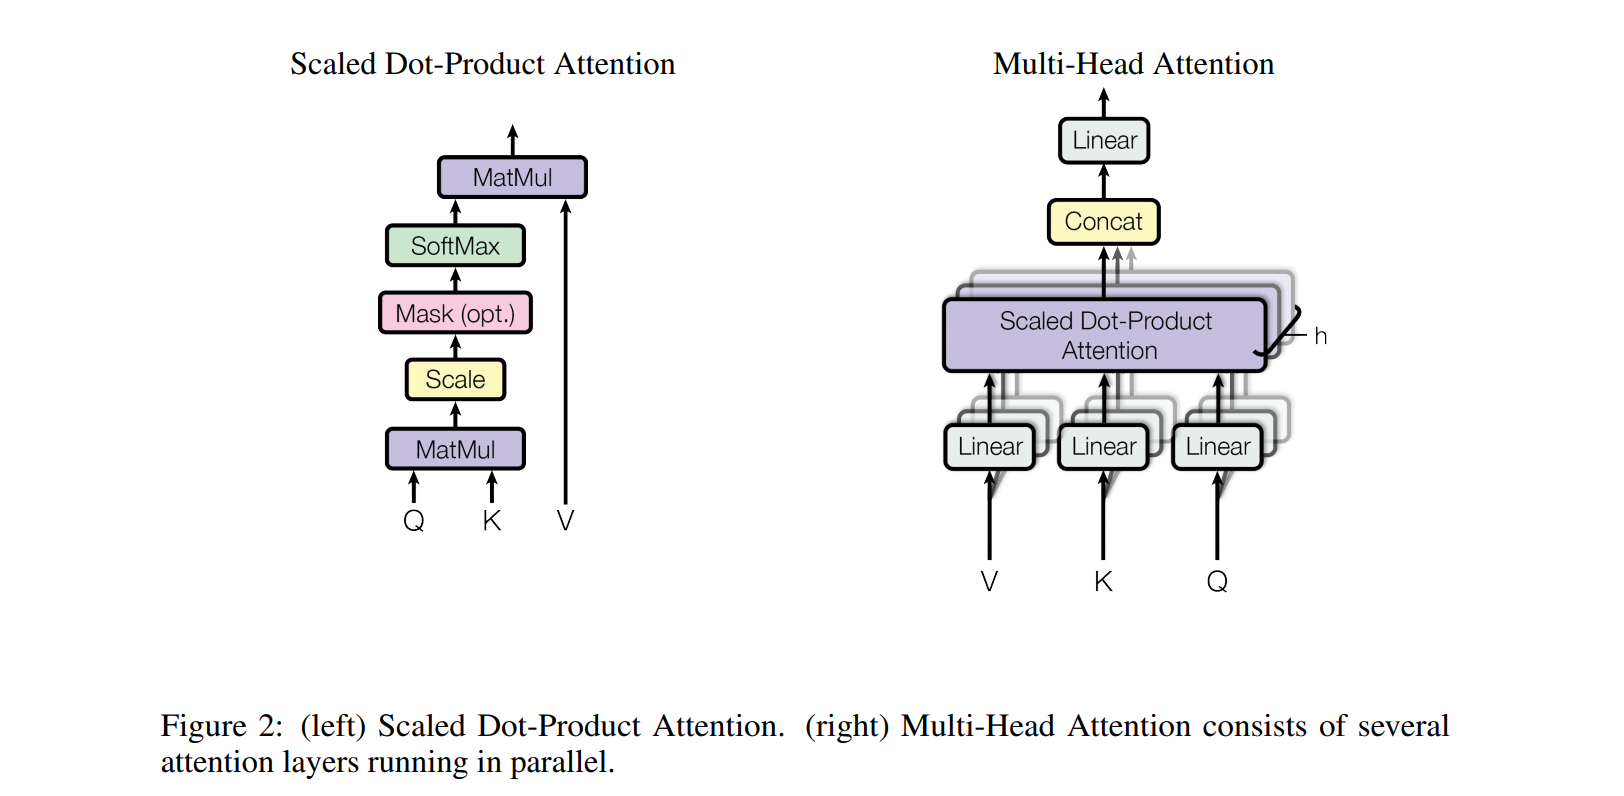 Scaled Dot-Product Attention
MatMul
SoftMax
Mask (opt.)
Scale
MatMul
Q K V
Multi-Head Attention
Linear
Concat
Scaled Dot-Product
Attention
h
Linear Linear Linear
V K Q
Figure 2: (left) Scaled Dot-Product Attention. (right) Multi-Head Attention consists of several
attention layers running in parallel.